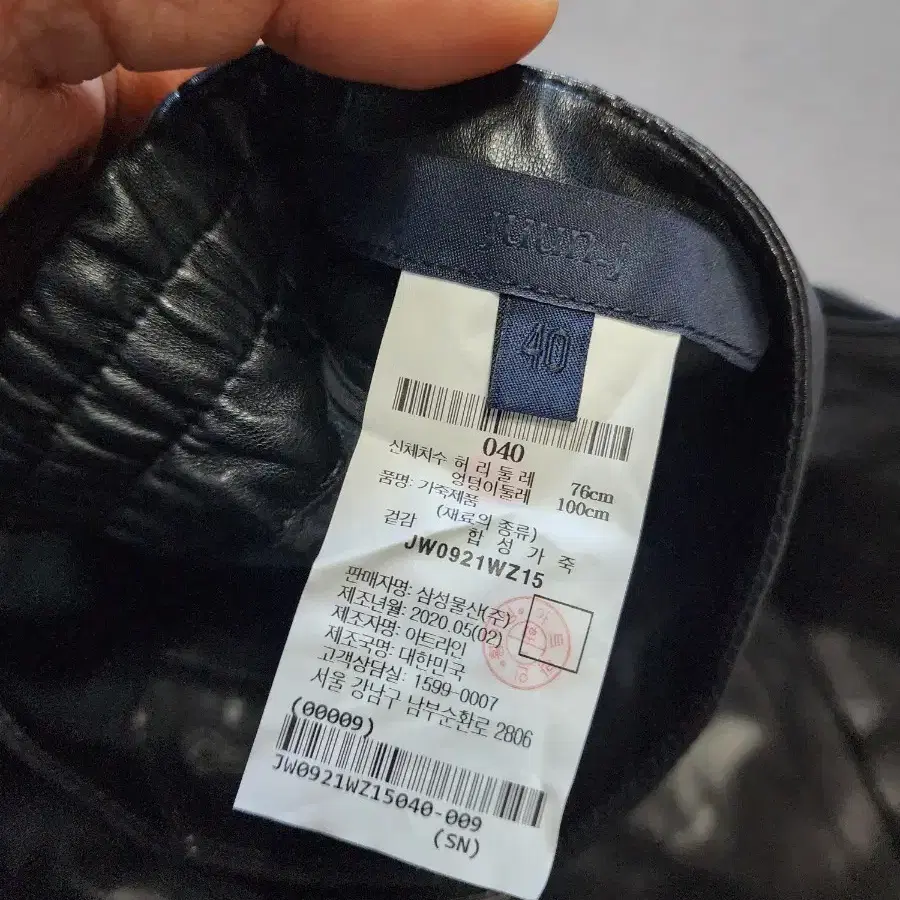 juun.j
40
040
신체치수 허리둘레 76cm
엉덩이둘레 100cm
품명: 가죽제품
(재료의 종류)
겉감 합성가죽
JW0921WZ15
판매자명: 삼성물산(주)
제조년월: 2020.05(02)
제조자명: 아트라인
제조국명: 대한민국
고객상담실: 1599-0007
서울 강남구 남부순환로 2806
(00009)
JW0921WZ15040-009
(SN)